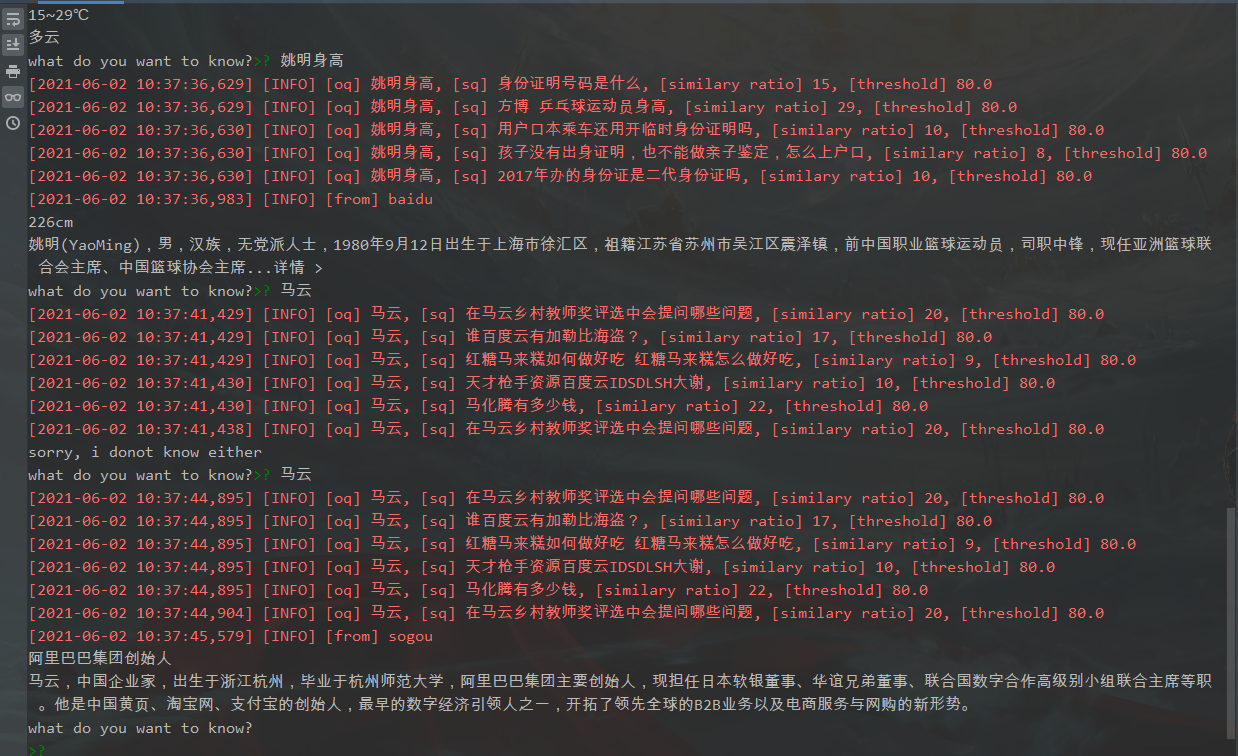 15~29℃
多云
what do you want to know?>? 姚明身高
[2021-06-02 10:37:36,629] [INFO] [oq] 姚明身高, [sq] 身份证明号码是什么, [similary ratio] 15, [threshold] 80.0
[2021-06-02 10:37:36,629] [INFO] [oq] 姚明身高, [sq] 方博 乒乓球运动员身高, [similary ratio] 29, [threshold] 80.0
[2021-06-02 10:37:36,630] [INFO] [oq] 姚明身高, [sq] 用户口本乘车还用开临时身份证明吗, [similary ratio] 10, [threshold] 80.0
[2021-06-02 10:37:36,630] [INFO] [oq] 姚明身高, [sq] 孩子没有出身证明，也不能做亲子鉴定，怎么上户口, [similary ratio] 8, [threshold] 80.0
[2021-06-02 10:37:36,630] [INFO] [oq] 姚明身高, [sq] 2017年办的身份证是二代身份证吗, [similary ratio] 10, [threshold] 80.0
[2021-06-02 10:37:36,983] [INFO] [from] baidu
226cm
姚明(YaoMing)，男，汉族，无党派人士，1980年9月12日出生于上海市徐汇区，祖籍江苏省苏州市吴江区震泽镇，前中国职业篮球运动员，司职中锋，现任亚洲篮球联
合会主席、中国篮球协会主席...详情 >
what do you want to know?>? 马云
[2021-06-02 10:37:41,429] [INFO] [oq] 马云, [sq] 在马云乡村教师奖评选中会提问哪些问题, [similary ratio] 20, [threshold] 80.0
[2021-06-02 10:37:41,429] [INFO] [oq] 马云, [sq] 谁百度云有加勒比海盗？, [similary ratio] 17, [threshold] 80.0
[2021-06-02 10:37:41,429] [INFO] [oq] 马云, [sq] 红糖马来糕如何做好吃 红糖马来糕怎么做好吃, [similary ratio] 9, [threshold] 80.0
[2021-06-02 10:37:41,430] [INFO] [oq] 马云, [sq] 天才枪手资源百度云IDSDLSH大谢, [similary ratio] 10, [threshold] 80.0
[2021-06-02 10:37:41,430] [INFO] [oq] 马云, [sq] 马化腾有多少钱, [similary ratio] 22, [threshold] 80.0
[2021-06-02 10:37:41,438] [INFO] [oq] 马云, [sq] 在马云乡村教师奖评选中会提问哪些问题, [similary ratio] 20, [threshold] 80.0
sorry, i donot know either
what do you want to know?>? 马云
[2021-06-02 10:37:44,895] [INFO] [oq] 马云, [sq] 在马云乡村教师奖评选中会提问哪些问题, [similary ratio] 20, [threshold] 80.0
[2021-06-02 10:37:44,895] [INFO] [oq] 马云, [sq] 谁百度云有加勒比海盗？, [similary ratio] 17, [threshold] 80.0
[2021-06-02 10:37:44,895] [INFO] [oq] 马云, [sq] 红糖马来糕如何做好吃 红糖马来糕怎么做好吃, [similary ratio] 9, [threshold] 80.0
[2021-06-02 10:37:44,895] [INFO] [oq] 马云, [sq] 天才枪手资源百度云IDSDLSH大谢, [similary ratio] 10, [threshold] 80.0
[2021-06-02 10:37:44,895] [INFO] [oq] 马云, [sq] 马化腾有多少钱, [similary ratio] 22, [threshold] 80.0
[2021-06-02 10:37:44,904] [INFO] [oq] 马云, [sq] 在马云乡村教师奖评选中会提问哪些问题, [similary ratio] 20, [threshold] 80.0
[2021-06-02 10:37:45,579] [INFO] [from] sogou
阿里巴巴集团创始人
马云，中国企业家，出生于浙江杭州，毕业于杭州师范大学，阿里巴巴集团主要创始人，现担任日本软银董事、华谊兄弟董事、联合国数字合作高级别小组联合主席等职
。他是中国黄页、淘宝网、支付宝的创始人，最早的数字经济引领人之一，开拓了领先全球的B2B业务以及电商服务与网购的新形势。
what do you want to know?
>?